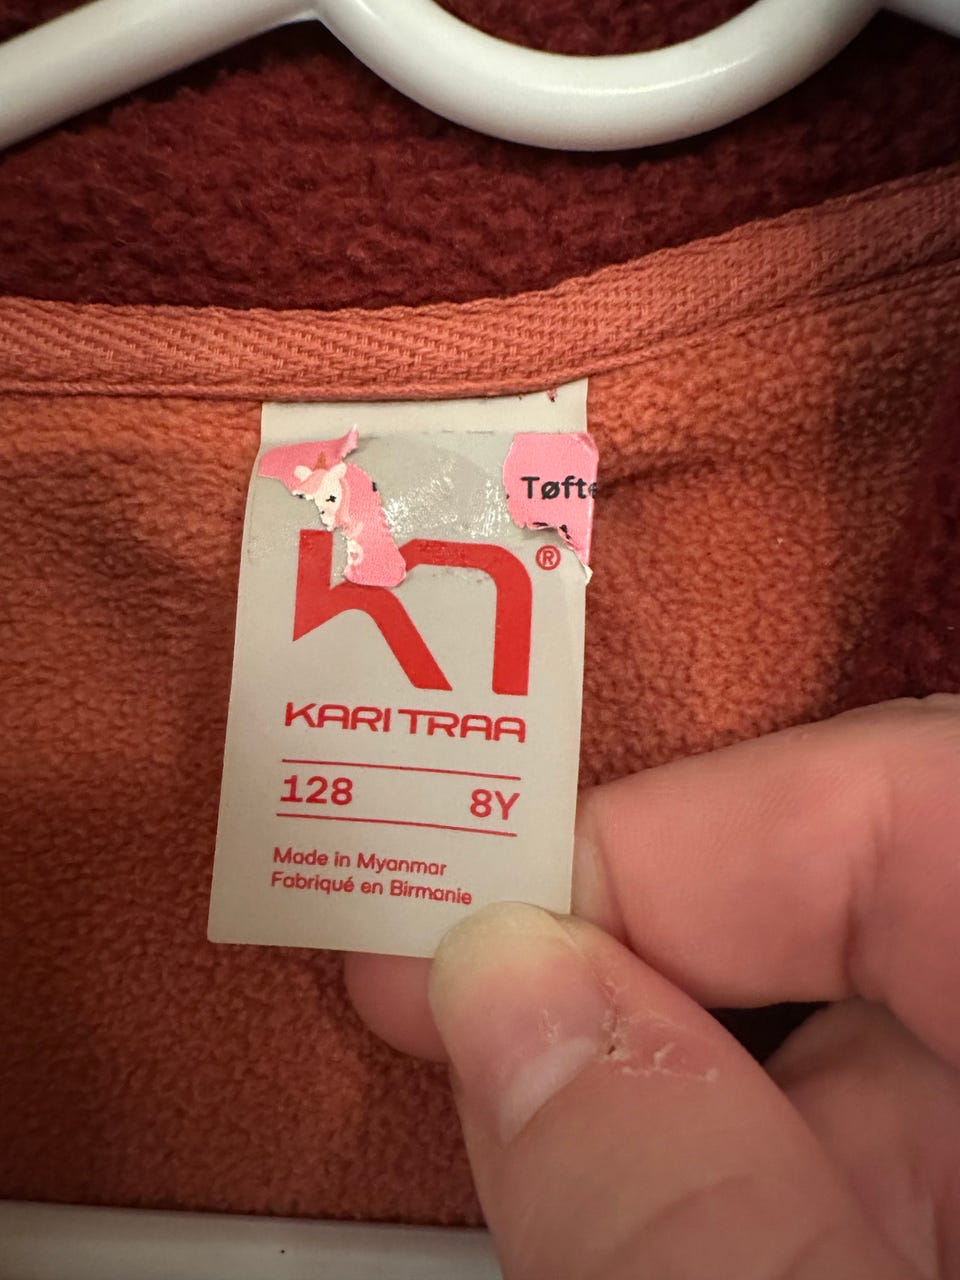 . Tøfte
®
KARI TRAA
128 8Y
Made in Myanmar
Fabriqué en Birmanie